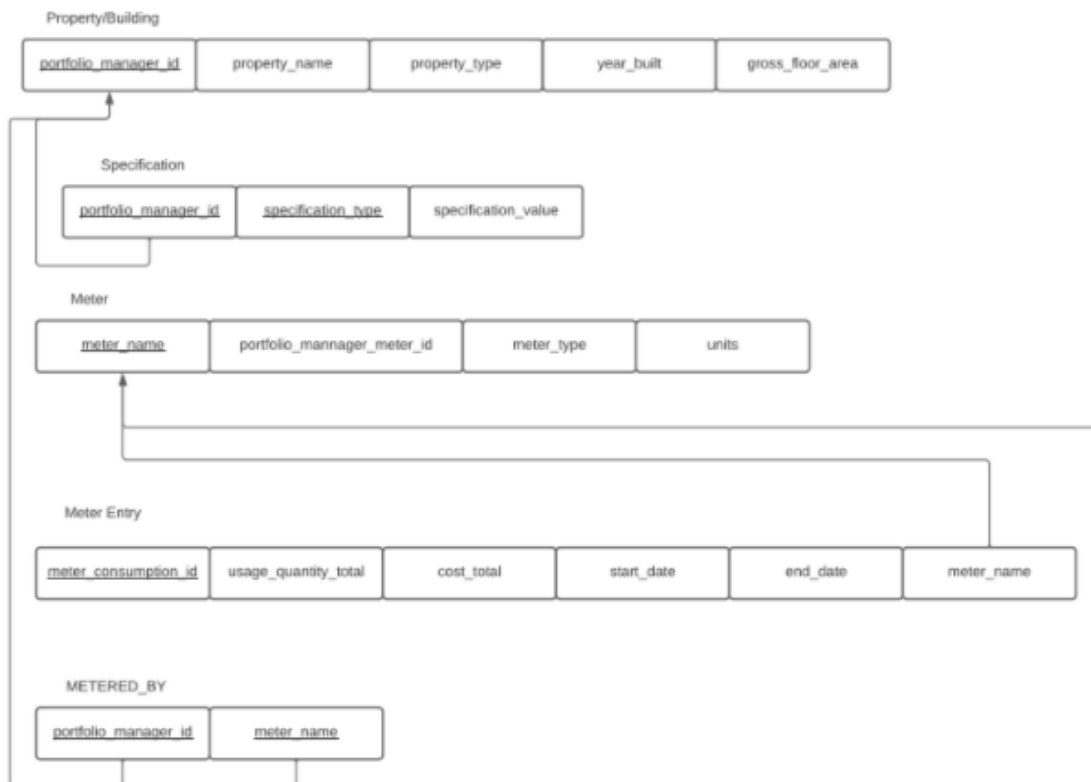 Property/Building
portfolio_manager_id property_name property_type year_built gross_floor_area
Specification
portfolio_manager_id specification_type specification_value
Meter
meter_name portfolio_mannager_meter_id meter_type units
Meter Entry
meter_consumption_id usage_quantity_total cost_total start_date end_date meter_name
METERED_BY
portfolio_manager_id meter_name